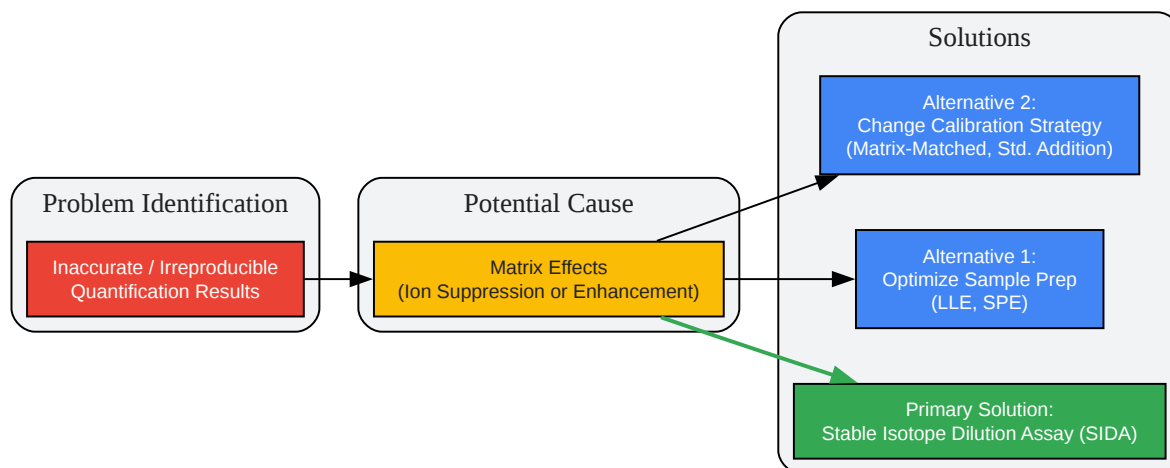 Problem Identification
Inaccurate / Irreproducible
Quantification Results
Potential Cause
Matrix Effects
(Ion Suppression or Enhancement)
Solutions
Alternative 2:
Change Calibration Strategy
(Matrix-Matched, Std. Addition)
Alternative 1:
Optimize Sample Prep
(LLE, SPE)
Primary Solution:
Stable Isotope Dilution Assay (SIDA)